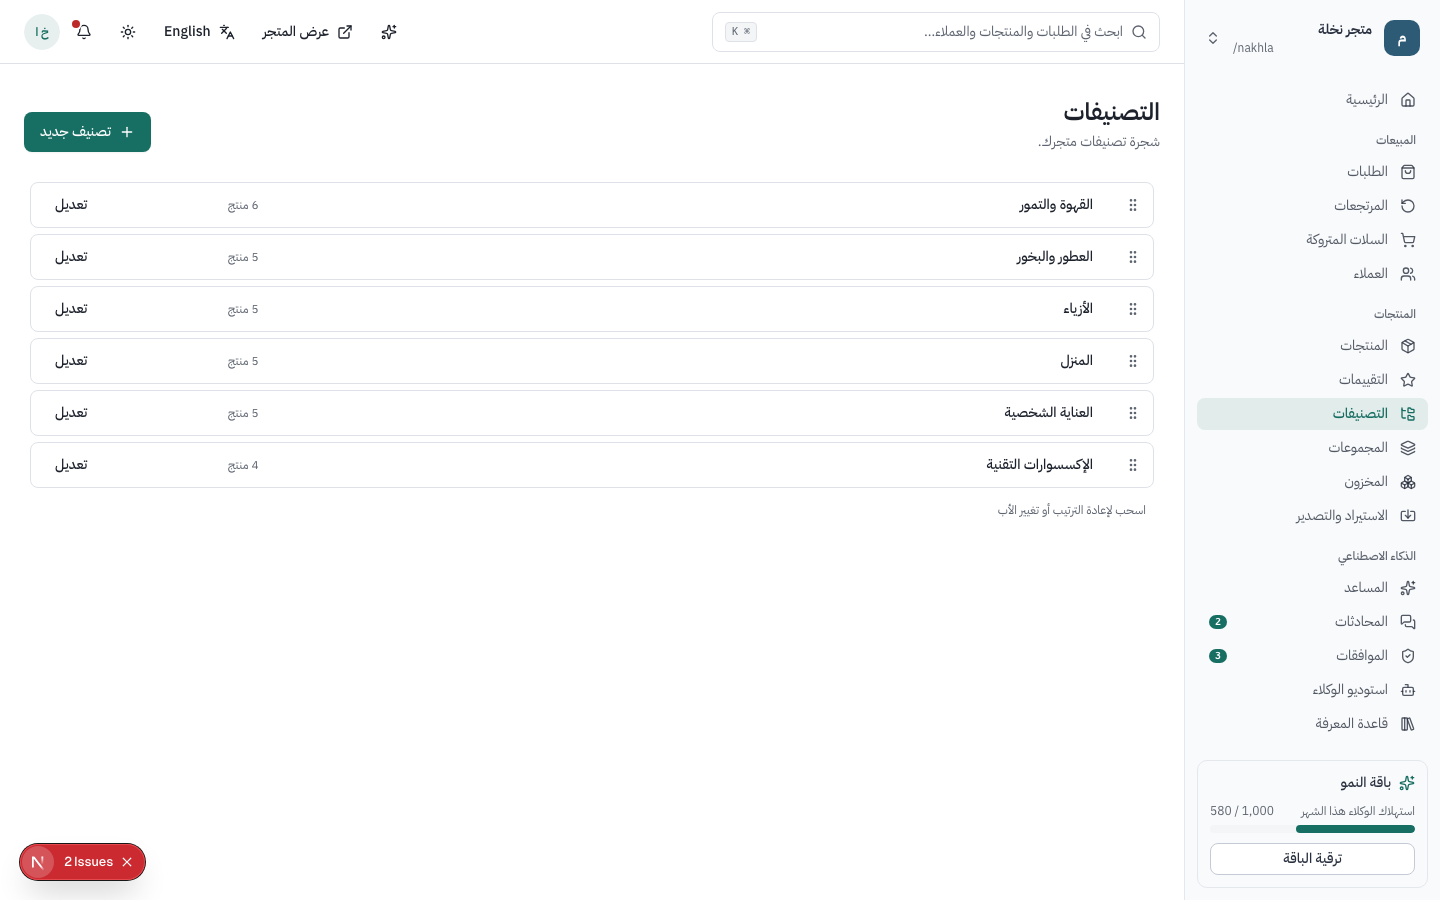 متجر نخلة
/nakhla
الرئيسية
المبيعات
الطلبات
المرتجعات
السلات المتروكة
العملاء
المنتجات
المنتجات
التقييمات
التصنيفات
المجموعات
المخزون
الاستيراد والتصدير
الذكاء الاصطناعي
المساعد
المحادثات 2
الموافقات 3
استوديو الوكلاء
قاعدة المعرفة
باقة النمو
استهلاك الوكلاء هذا الشهر 580 / 1,000
ترقية الباقة
م
ابحث في الطلبات والمنتجات والعملاء... ⌘ K
عرض المتجر
English
خ ا
التصنيفات
شجرة تصنيفات متجرك.
تصنيف جديد
القهوة والتمور 6 منتج تعديل
العطور والبخور 5 منتج تعديل
الأزياء 5 منتج تعديل
المنزل 5 منتج تعديل
العناية الشخصية 5 منتج تعديل
الإكسسوارات التقنية 4 منتج تعديل
اسحب لإعادة الترتيب أو تغيير الأب
N 2 Issues